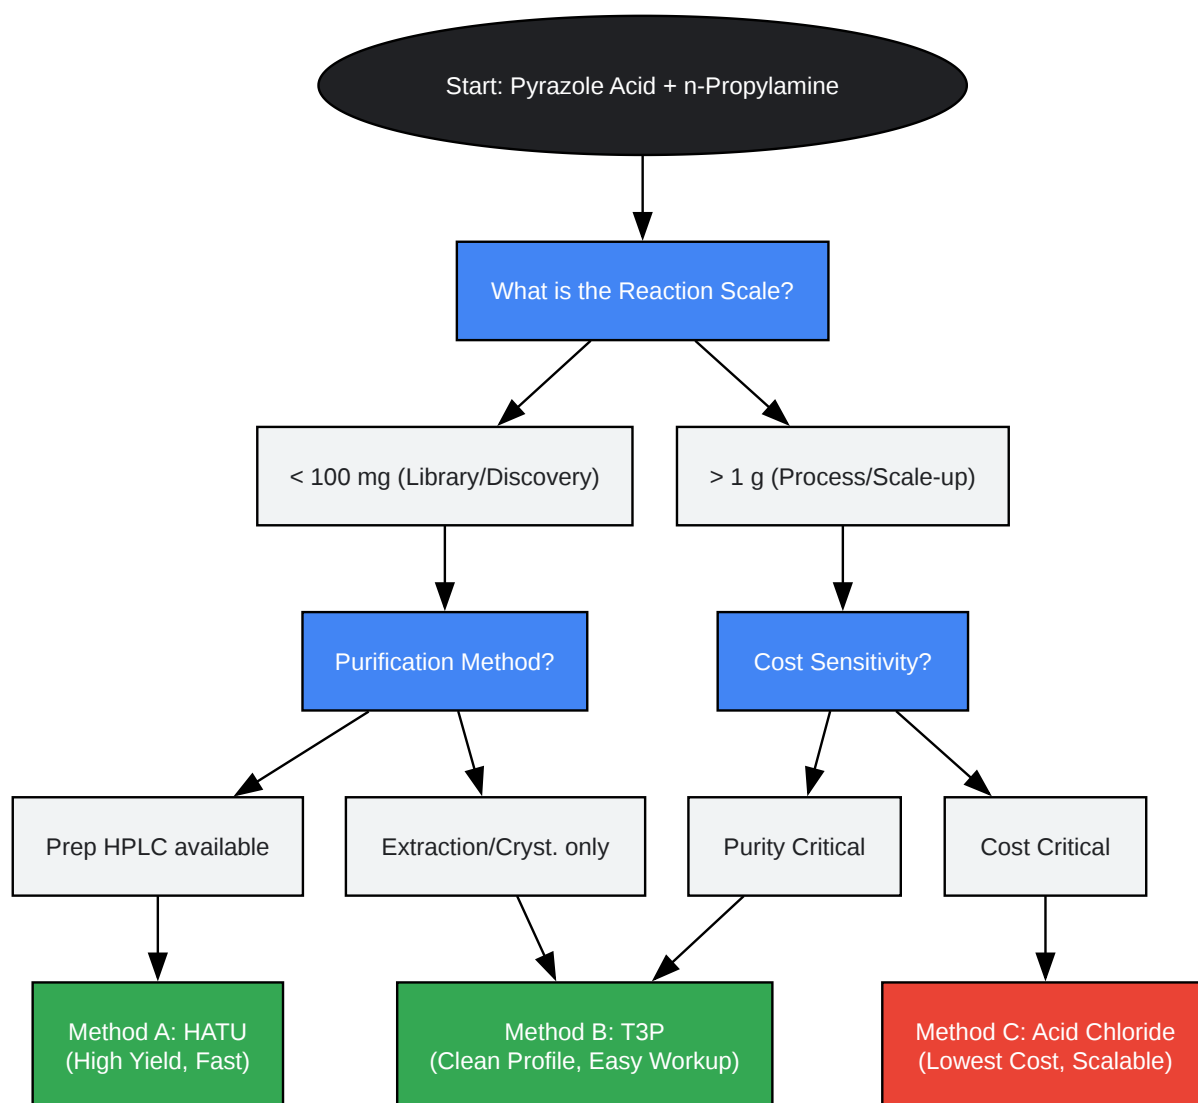 Start: Pyrazole Acid + n-Propylamine
What is the Reaction Scale?
< 100 mg (Library/Discovery)
> 1 g (Process/Scale-up)
Purification Method?
Cost Sensitivity?
Prep HPLC available
Extraction/Cryst. only
Purity Critical
Cost Critical
Method A: HATU
(High Yield, Fast)
Method B: T3P
(Clean Profile, Easy Workup)
Method C: Acid Chloride
(Lowest Cost, Scalable)